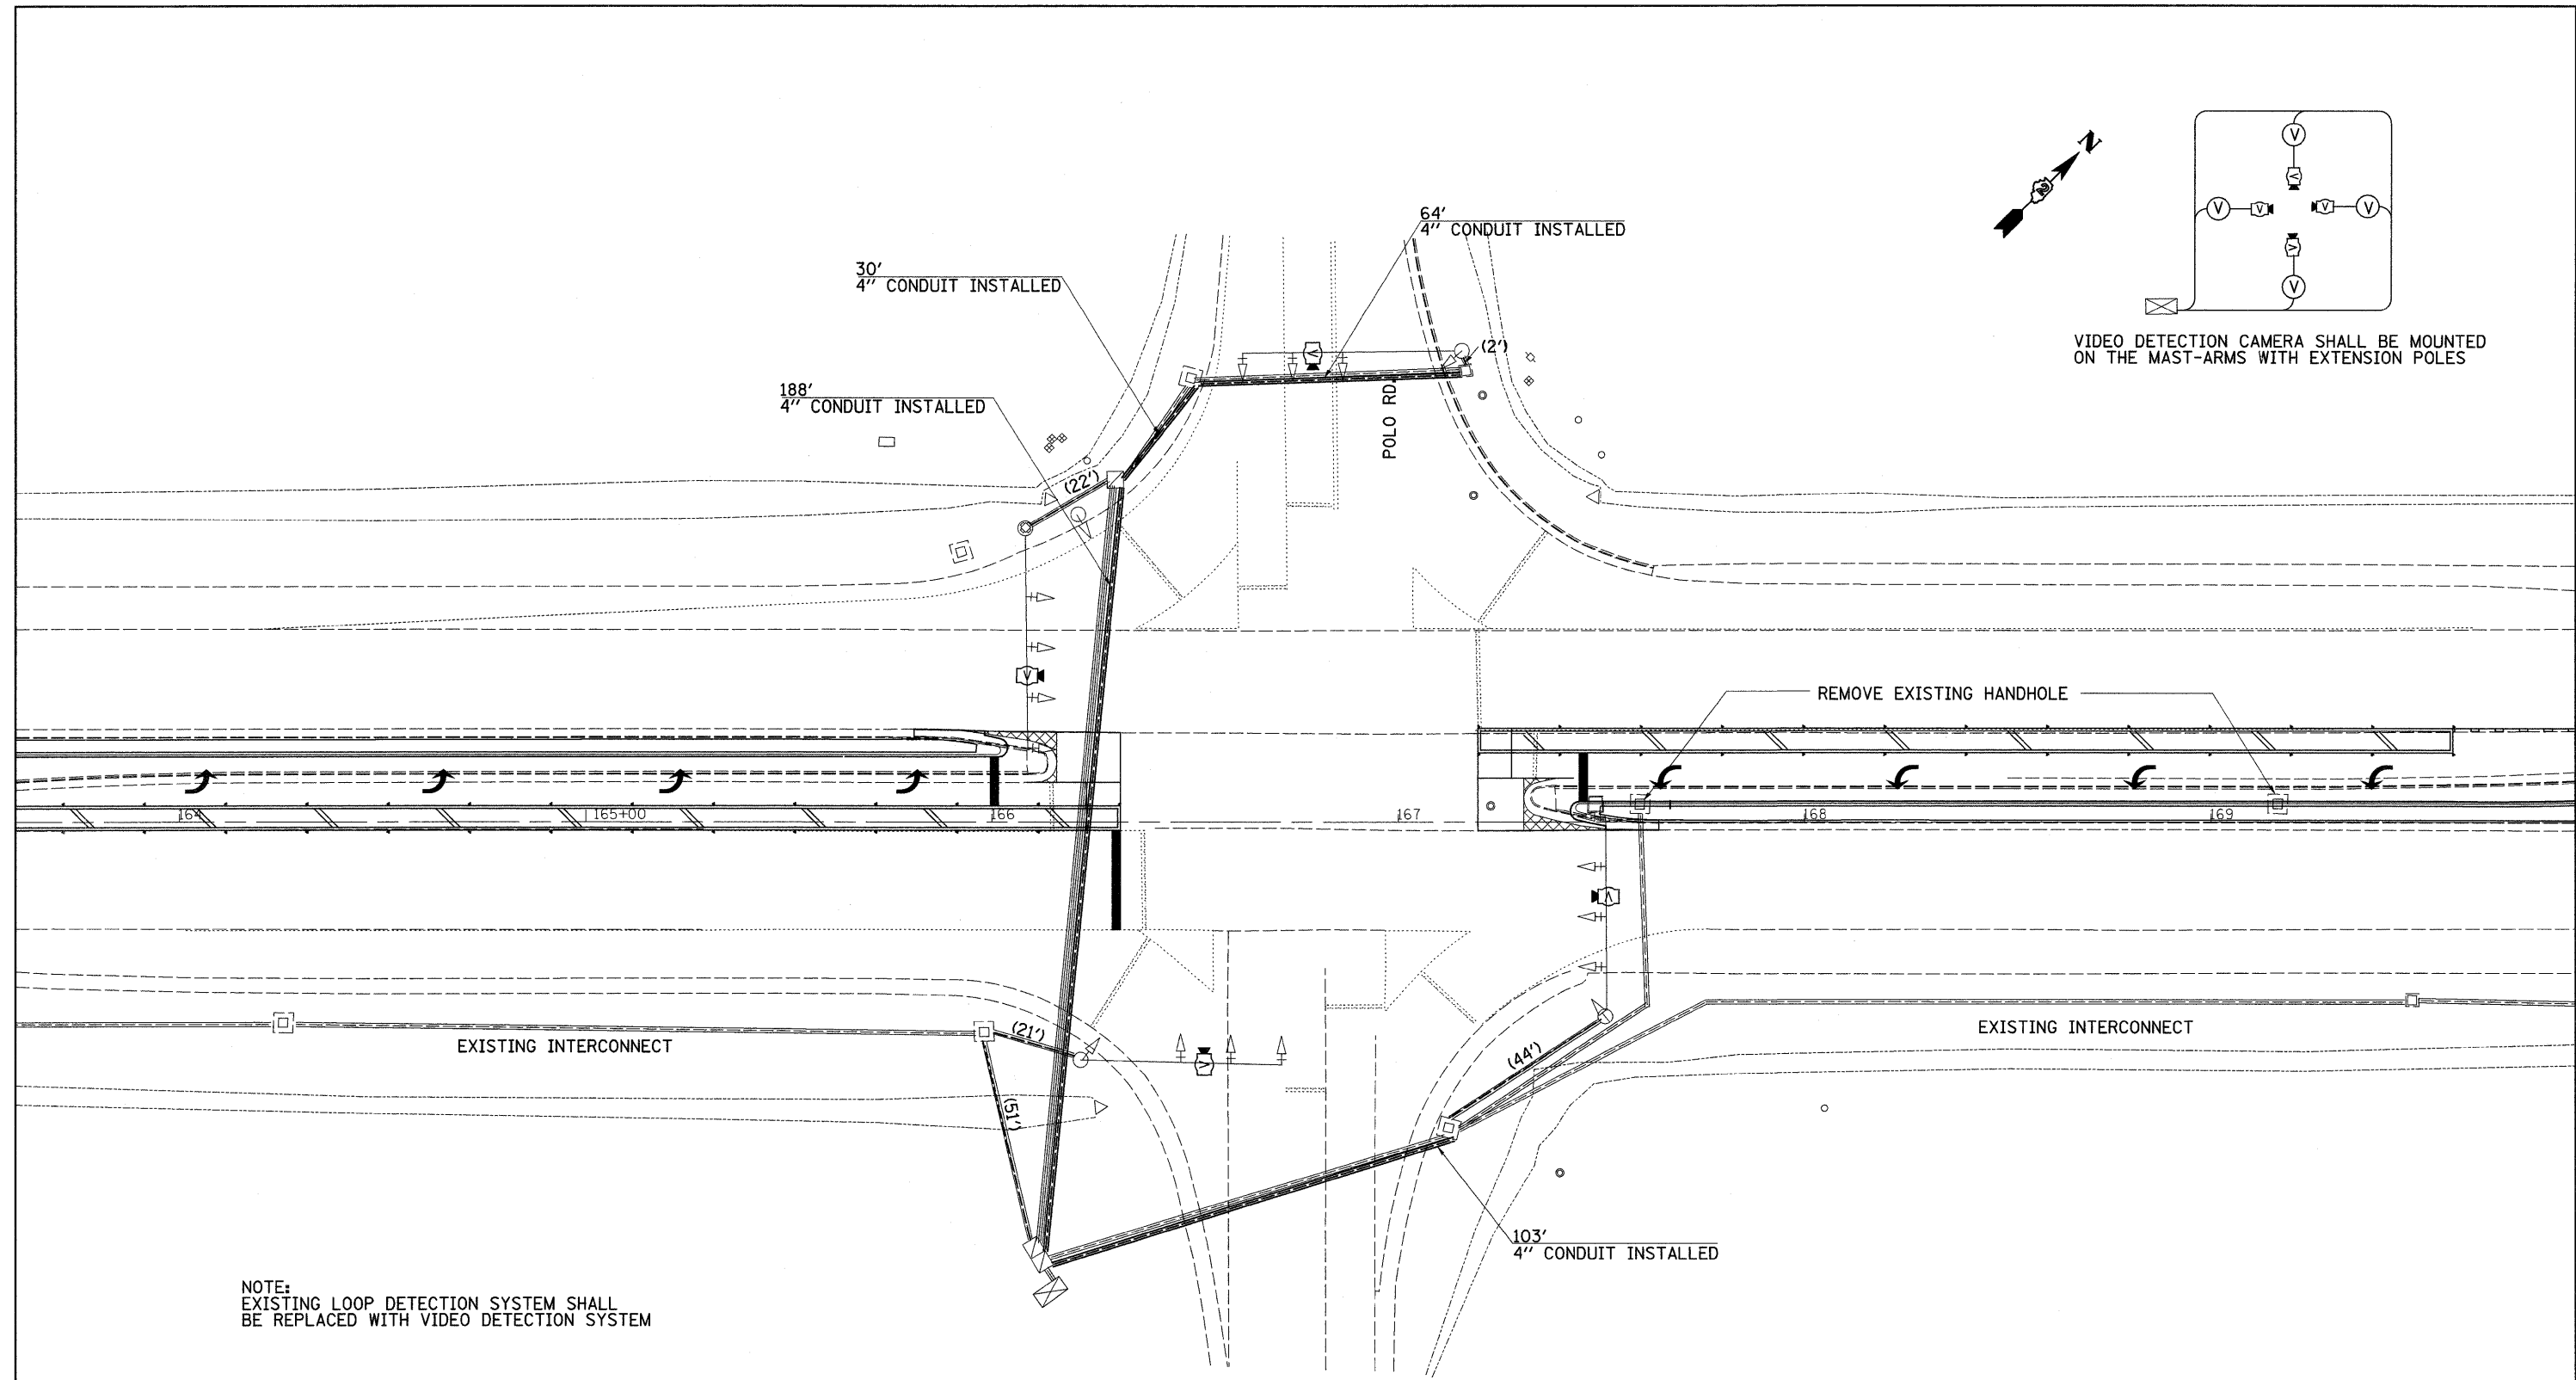 N
2
V
V
V
V
V
V
V
V
VIDEO DETECTION CAMERA SHALL BE MOUNTED
ON THE MAST-ARMS WITH EXTENSION POLES
64'
4" CONDUIT INSTALLED
30'
4" CONDUIT INSTALLED
(2')
V
188'
4" CONDUIT INSTALLED
POLO RD.
(22')
V
REMOVE EXISTING HANDHOLE
164
165+00
166
167
168
169
V
EXISTING INTERCONNECT
(21')
V
(44')
EXISTING INTERCONNECT
(51')
103'
4" CONDUIT INSTALLED
NOTE:
EXISTING LOOP DETECTION SYSTEM SHALL
BE REPLACED WITH VIDEO DETECTION SYSTEM